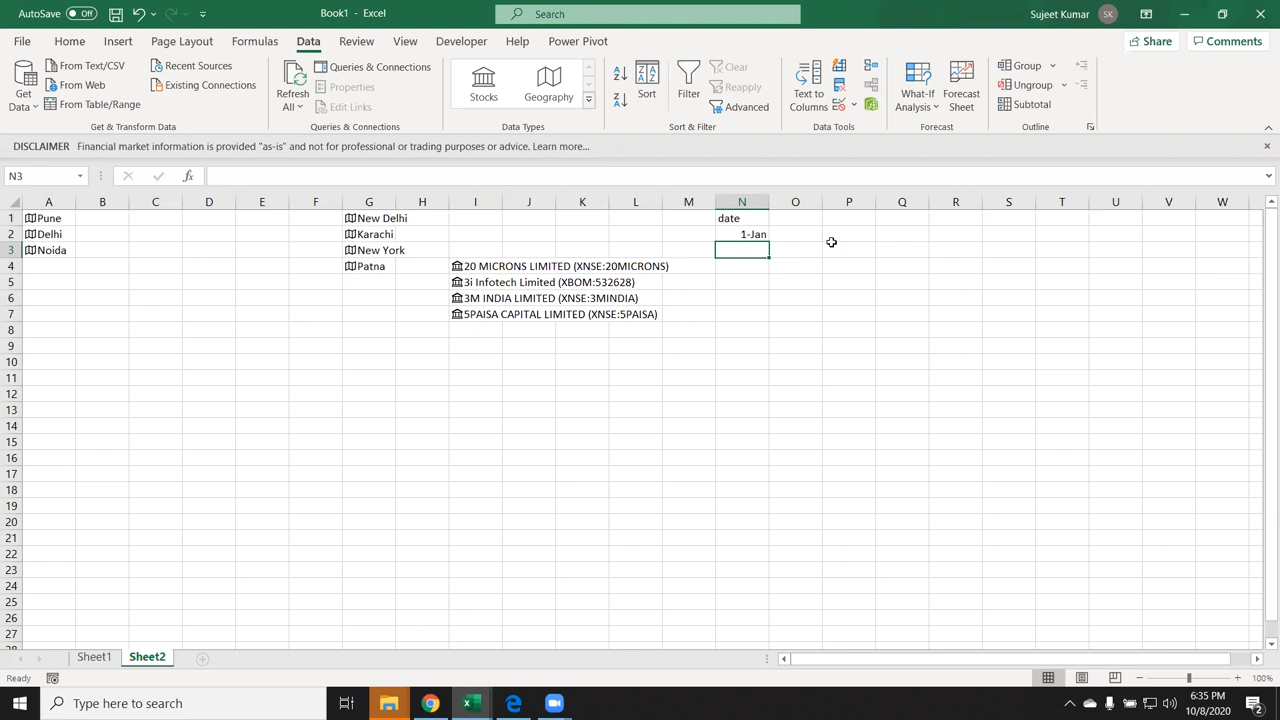 AutoSave Off Book1 - Excel Search Sujeet Kumar SK
File Home Insert Page Layout Formulas Data Review View Developer Help Power Pivot Share Comments
Get Data
From Text/CSV
From Web
From Table/Range
Recent Sources
Existing Connections
Get & Transform Data
Refresh All
Queries & Connections
Properties
Edit Links
Queries & Connections
Stocks Geography
Data Types
Sort Filter
Clear
Reapply
Advanced
Sort & Filter
Text to Columns
Data Tools
What-If Analysis
Forecast Sheet
Forecast
Group
Ungroup
Subtotal
Outline
DISCLAIMER Financial market information is provided "as-is" and not for professional or trading purposes or advice. Learn more...
N3 fx
A B C D E F G H I J K L M N O P Q R S T U V W
1 Pune New Delhi date
2 Delhi Karachi 1-Jan
3 Noida New York
4 Patna 20 MICRONS LIMITED (XNSE:20MICRONS)
5 3i Infotech Limited (XBOM:532628)
6 3M INDIA LIMITED (XNSE:3MINDIA)
7 5PAISA CAPITAL LIMITED (XNSE:5PAISA)
8
9
10
11
12
13
14
15
16
17
18
19
20
21
22
23
24
25
26
27
28
Sheet1 Sheet2
Ready 100%
Type here to search
6:35 PM
10/8/2020
2